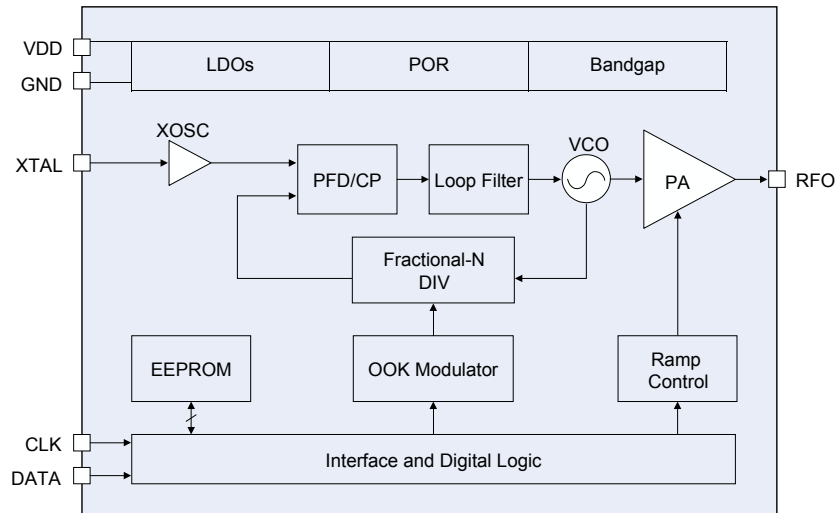 VDD
LDOs
POR
Bandgap
GND
XOSC
VCO
XTAL
PFD/CP
Loop Filter
PA
RFO
Fractional-N
DIV
EEPROM
OOK Modulator
Ramp
Control
CLK
Interface and Digital Logic
DATA